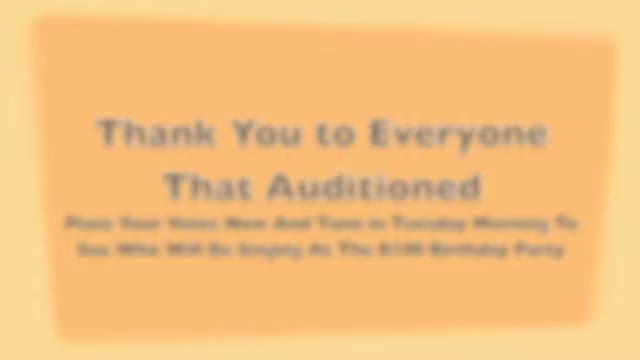 Thank You to Everyone
That Auditioned
Place Your Votes Now And Tune in Tuesday Morning To
See Who Will Be Singing At The Birthday Party